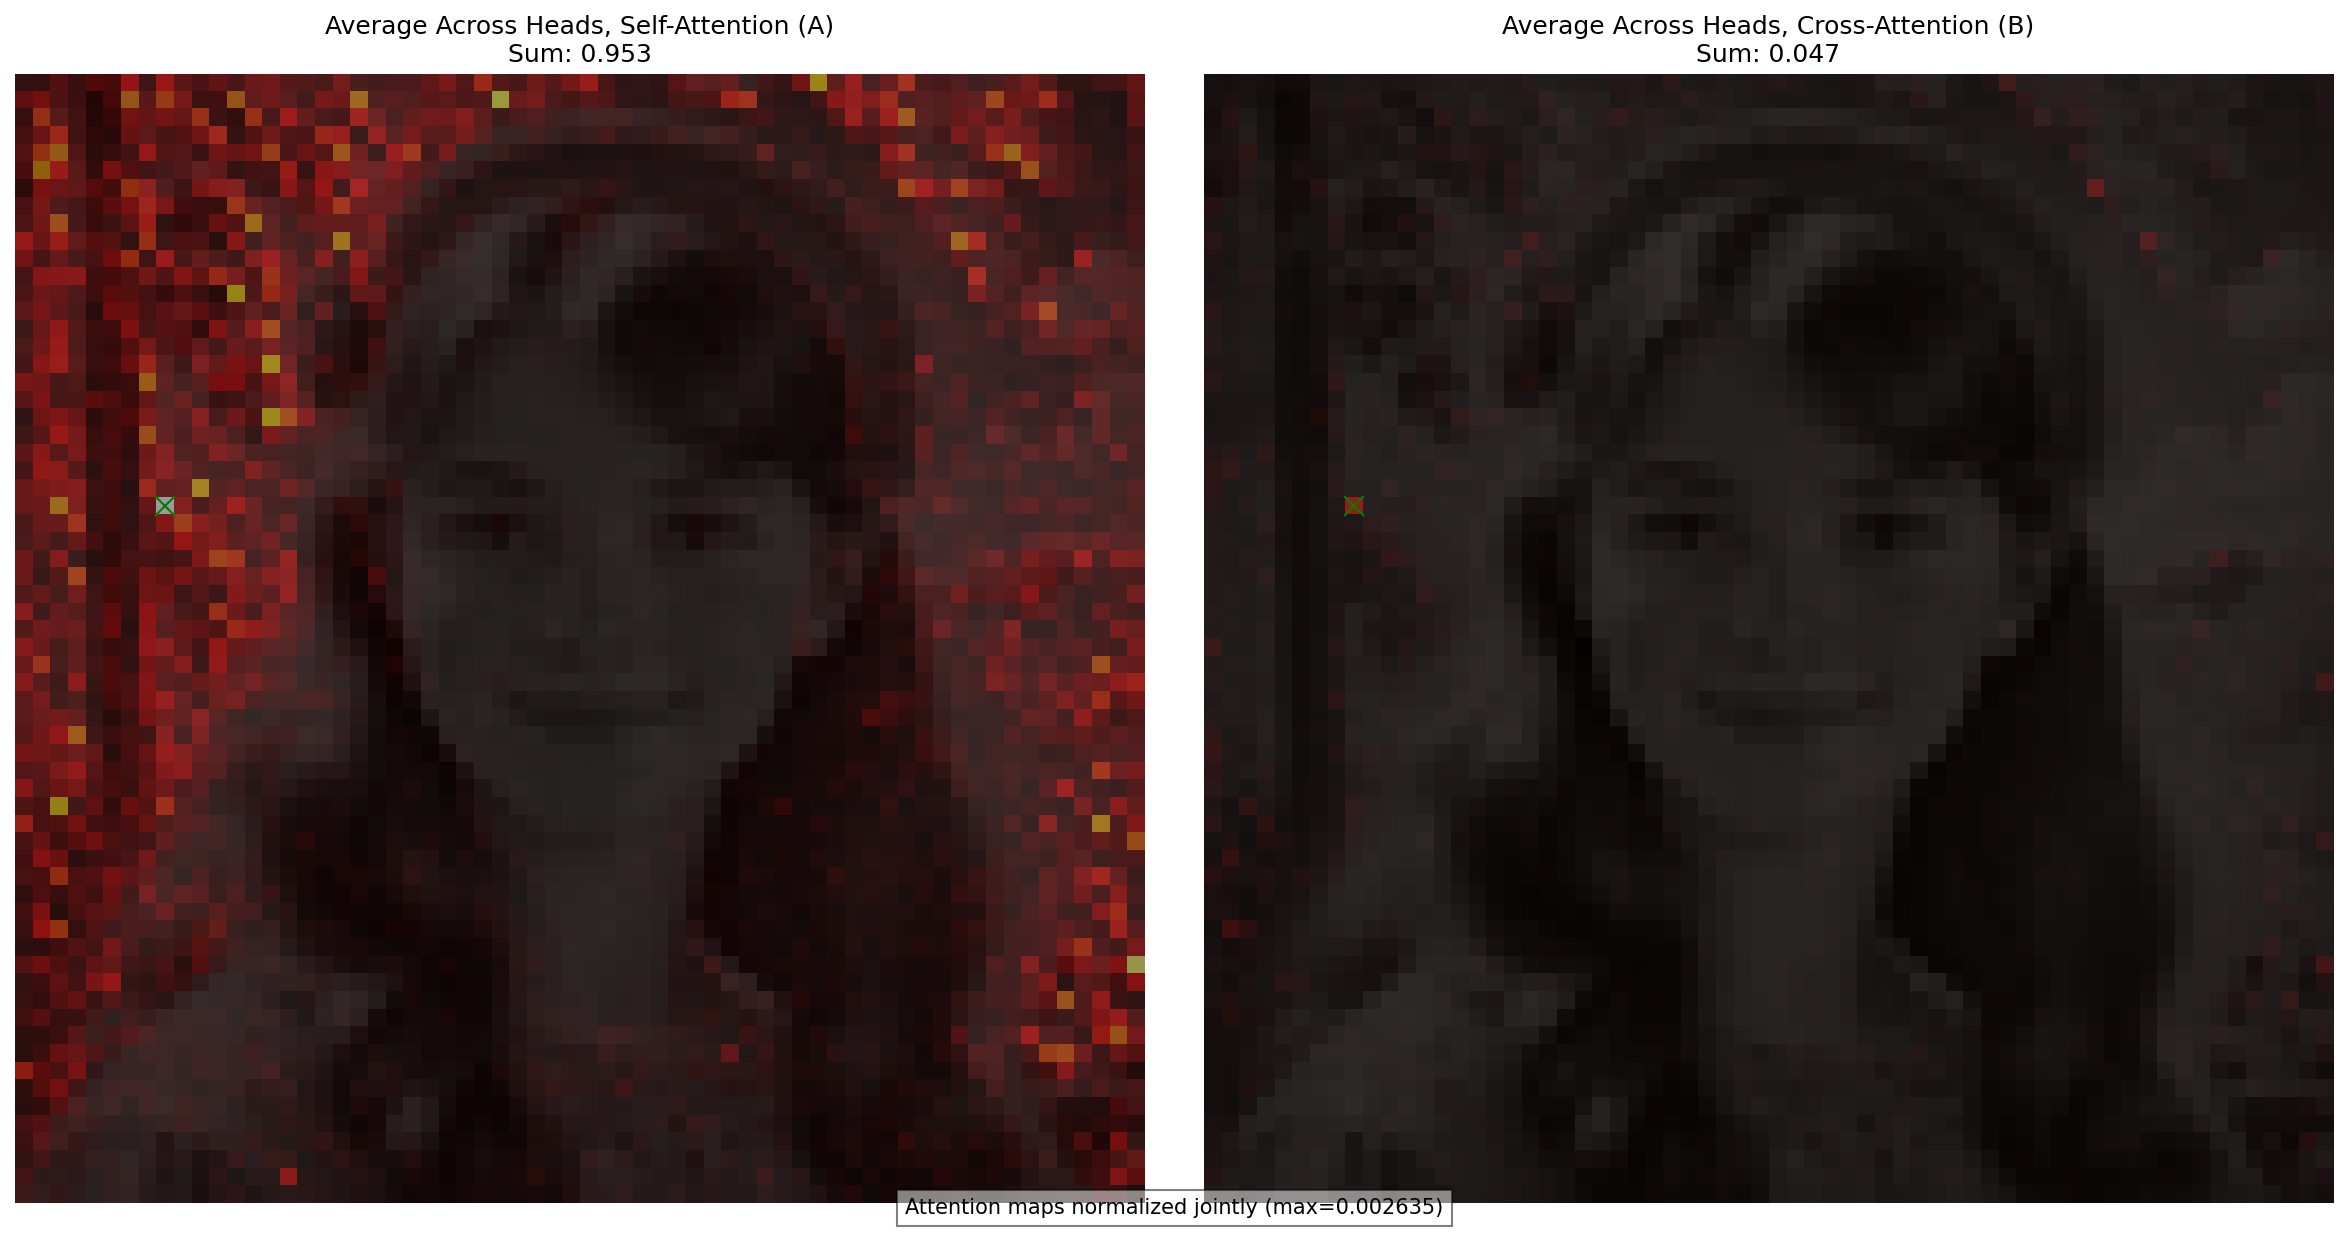 Average Across Heads, Self-Attention (A)
Sum: 0.953
Average Across Heads, Cross-Attention (B)
Sum: 0.047
Attention maps normalized jointly (max=0.002635)